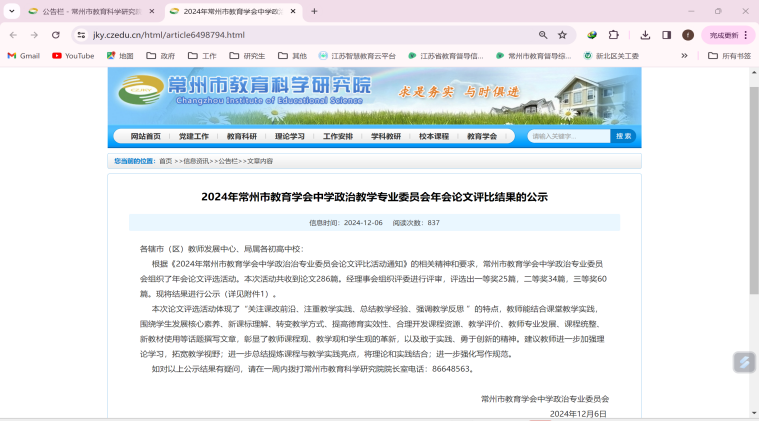 公告栏 - 常州市教育科学研究院
2024年常州市教育学会中学政
jky.czedu.cn/html/article6498794.html
完成更新
Gmail
YouTube
地图
政府
工作
研究生
其他
江苏智慧教育云平台
江苏省教育督导信...
常州市教育督导综...
新北区关工委
所有书签
常州市教育科学研究院
Changzhou Institute of Educational Science
求是务实 与时俱进
网站首页 党建工作 教育科研 理论学习 工作安排 学科教研 校本课程 教育学会
请输入关键字...
搜 索
您当前的位置:首页 >>信息资讯>>公告栏>>文章内容
2024年常州市教育学会中学政治教学专业委员会年会论文评比结果的公示
信息时间:2024-12-06 阅读次数:837
各辖市(区)教师发展中心、局属各初高中校:
根据《2024年常州市教育学会中学政治专业委员会论文评比活动通知》的相关精神和要求,常州市教育学会中学政治专业委员
会组织了年会论文评选活动。本次活动共收到论文286篇。经理事会组织评委进行评审,评选出一等奖25篇,二等奖34篇,三等奖60
篇。现将结果进行公示(详见附件1)。
本次论文评选活动体现了“关注课改前沿、注重教学实践、总结教学经验、强调教学反思”的特点,教师能结合课堂教学实践,
围绕学生发展核心素养、新课标理解、转变教学方式、提高德育实效性、合理开发课程资源、教学评价、教师专业发展、课程统整、
新教材使用等话题撰写文章,彰显了教师课程观、教学观和学生观的革新,以及敢于实践、勇于创新的精神。建议教师进一步加强理
论学习,拓宽教学视野;进一步总结提炼课程与教学实践亮点,将理论和实践结合;进一步强化写作规范。
如对以上公示结果有疑问,请在一周内拨打常州市教育科学研究院院长室电话:86648563。
常州市教育学会中学政治专业委员会
2024年12月6日